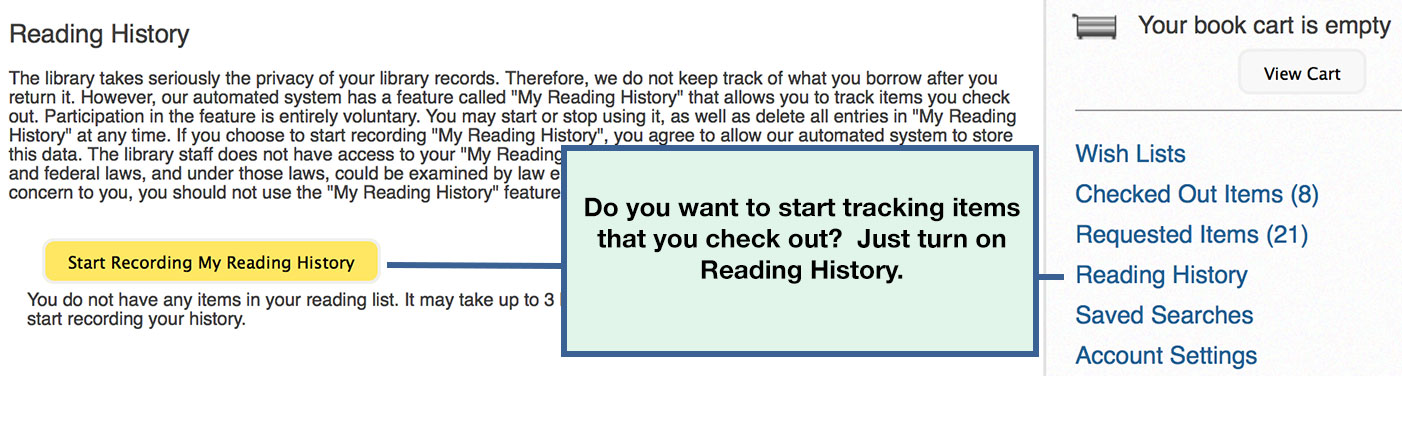 Reading History
The library takes seriously the privacy of your library records. Therefore, we do not keep track of what you borrow after you
return it. However, our automated system has a feature called "My Reading History" that allows you to track items you check
out. Participation in the feature is entirely voluntary. You may start or stop using it, as well as delete all entries in "My Reading
History" at any time. If you choose to start recording "My Reading History", you agree to allow our automated system to store
this data. The library staff does not have access to your "My Reading
and federal laws, and under those laws, could be examined by law e
concern to you, you should not use the "My Reading History" feature
Start Recording My Reading History
You do not have any items in your reading list. It may take up to 3
start recording your history.
Do you want to start tracking items
that you check out? Just turn on
Reading History.
Your book cart is empty
View Cart
Wish Lists
Checked Out Items (8)
Requested Items (21)
Reading History
Saved Searches
Account Settings